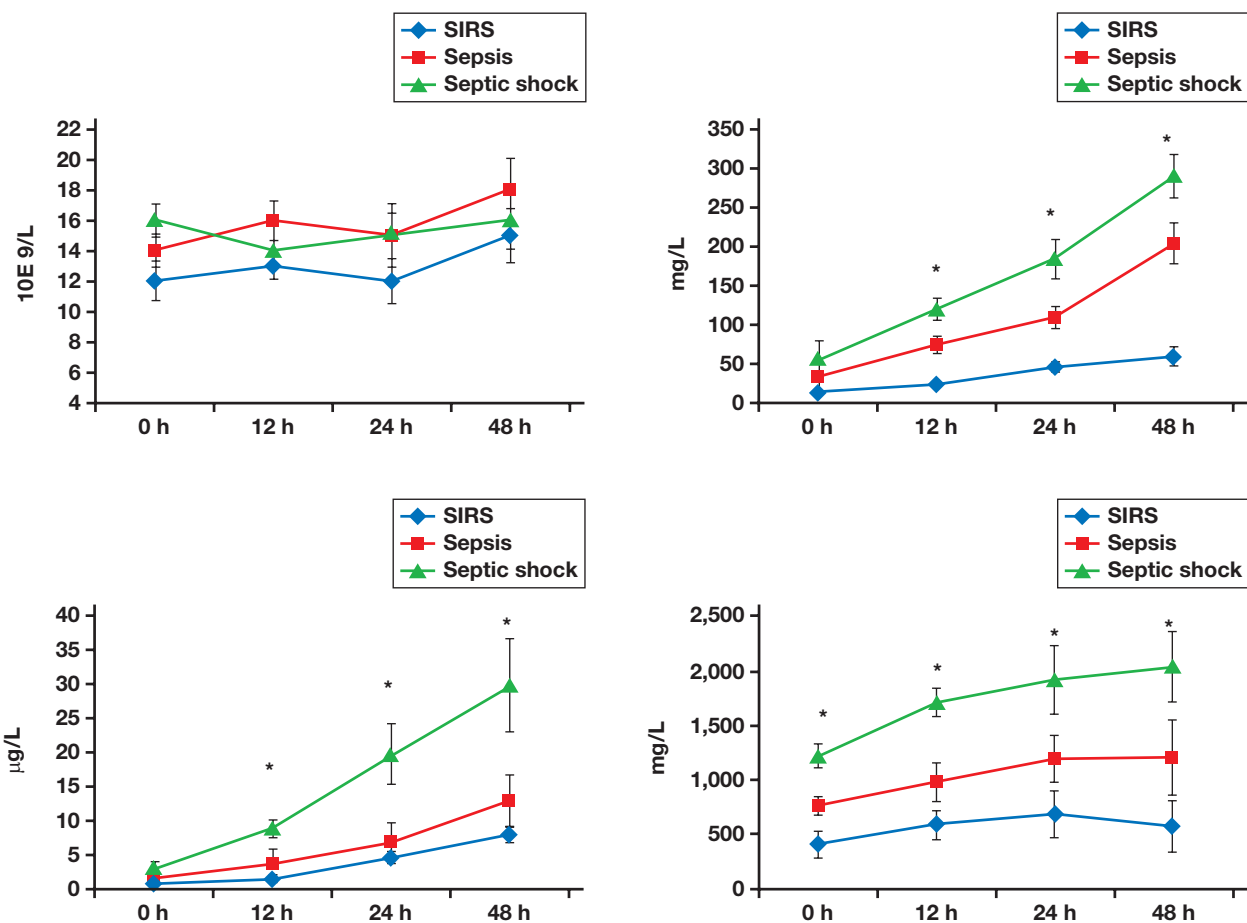 SIRS
Sepsis
Septic shock
22
20
18
16
14
12
10
8
6
4
10E 9/L
0 h 12 h 24 h 48 h
SIRS
Sepsis
Septic shock
350
300
250
200
150
100
50
0
mg/L
* * *
0 h 12 h 24 h 48 h
SIRS
Sepsis
Septic shock
40
35
30
25
20
15
10
5
0
μg/L
* * *
0 h 12 h 24 h 48 h
SIRS
Sepsis
Septic shock
2,500
2,000
1,500
1,000
500
0
mg/L
* * * *
0 h 12 h 24 h 48 h